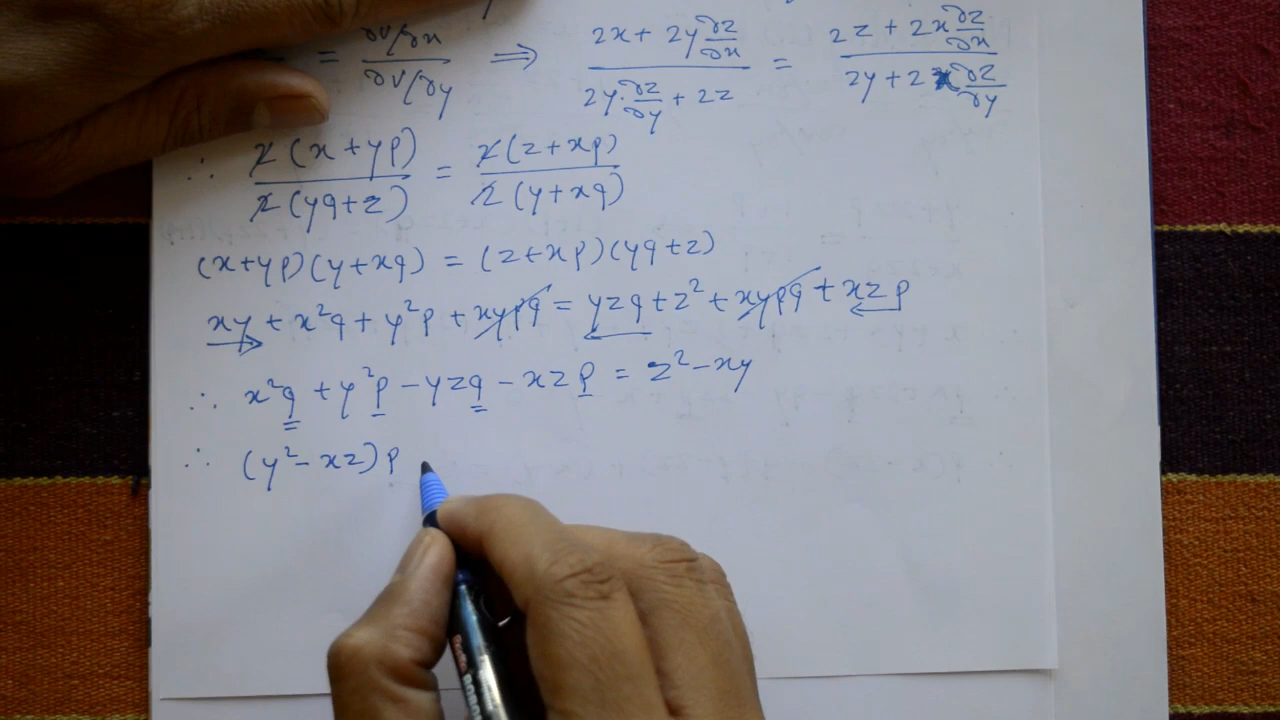 = ∂v/∂x / ∂v/∂y ⟹ (2x + 2y ∂z/∂x) / (2y·∂z/∂y + 2z) = (2z + 2x ∂z/∂x) / (2y + 2x ∂z/∂y)
∴ 2(x + yp) / 2(yq + z) = 2(z + xp) / 2(y + xq)
(x + yp)(y + xq) = (z + xp)(yq + z)
xy + x²q + y²p + xypq = yzq + z² + xypq + xzp
∴ x²q + y²p - yzq - xzp = z² - xy
∴ (y² - xz)p